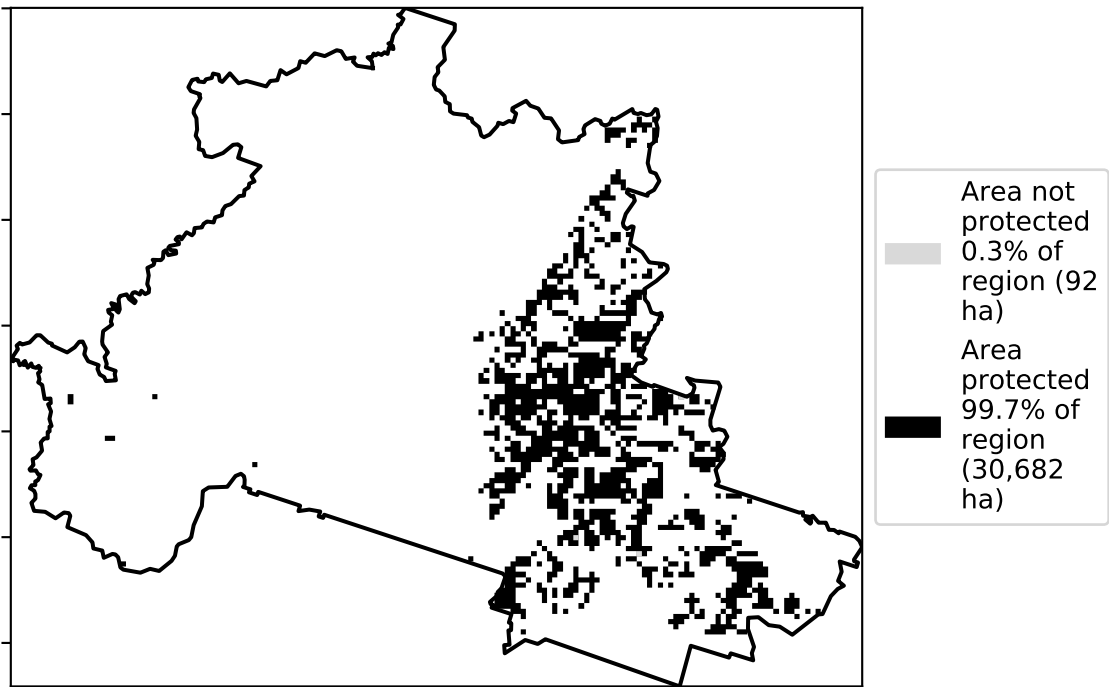 Area not
protected
0.3% of
region (92
ha)
Area
protected
99.7% of
region
(30,682
ha)